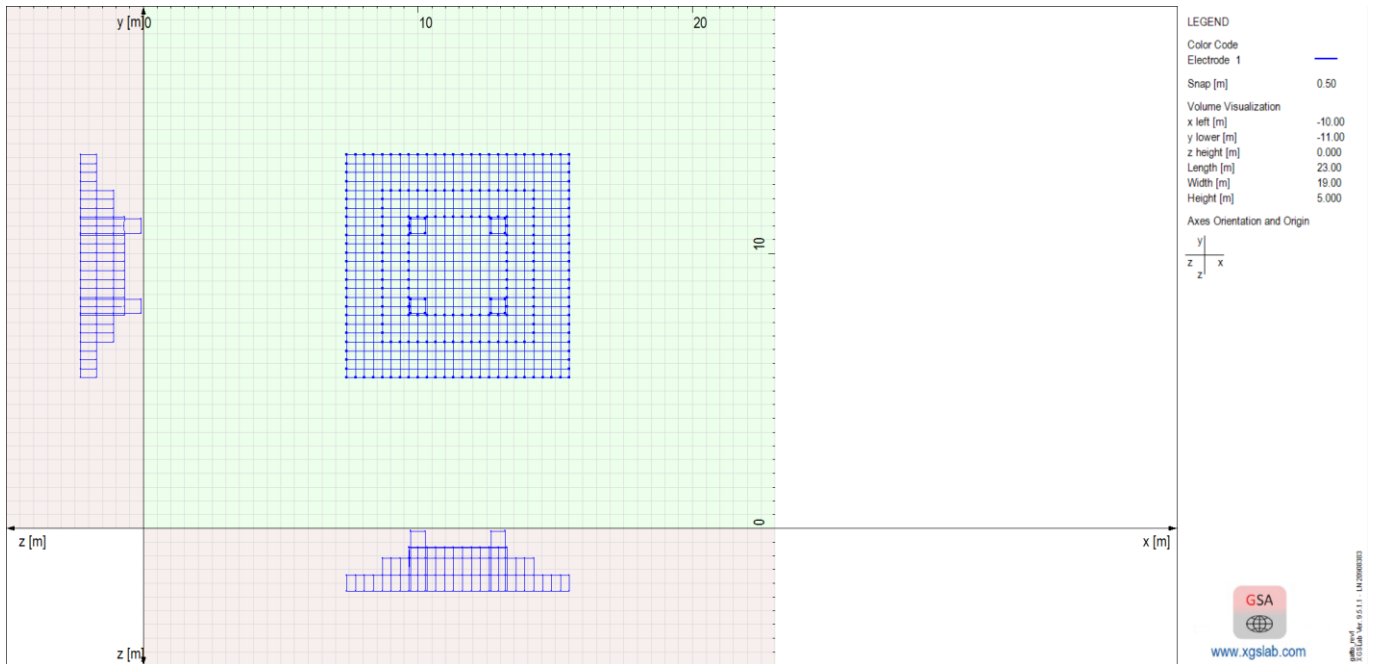 y [m] 0 10 20
10
0
z [m] x [m]
z [m]
LEGEND
Color Code
Electrode 1
Snap [m] 0.50
Volume Visualization
x left [m] -10.00
y lower [m] -11.00
z height [m] 0.000
Length [m] 23.00
Width [m] 19.00
Height [m] 5.000
Axes Orientation and Origin
y
z x
z
GSA
www.xgslab.com